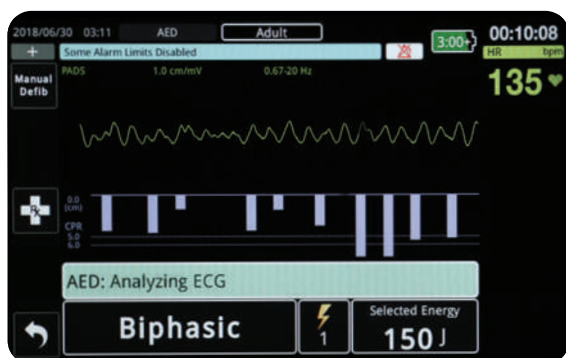 2018/06/30 03:11 AED Adult 3:00+ 00:10:08
+ Some Alarm Limits Disabled HR bpm
PADS 1.0 cm/mV 0.67-20 Hz 135
Manual
Defib
0.0
(cm)
Rx
CPR
5.0
6.0
AED: Analyzing ECG
Biphasic 1 Selected Energy
150 J